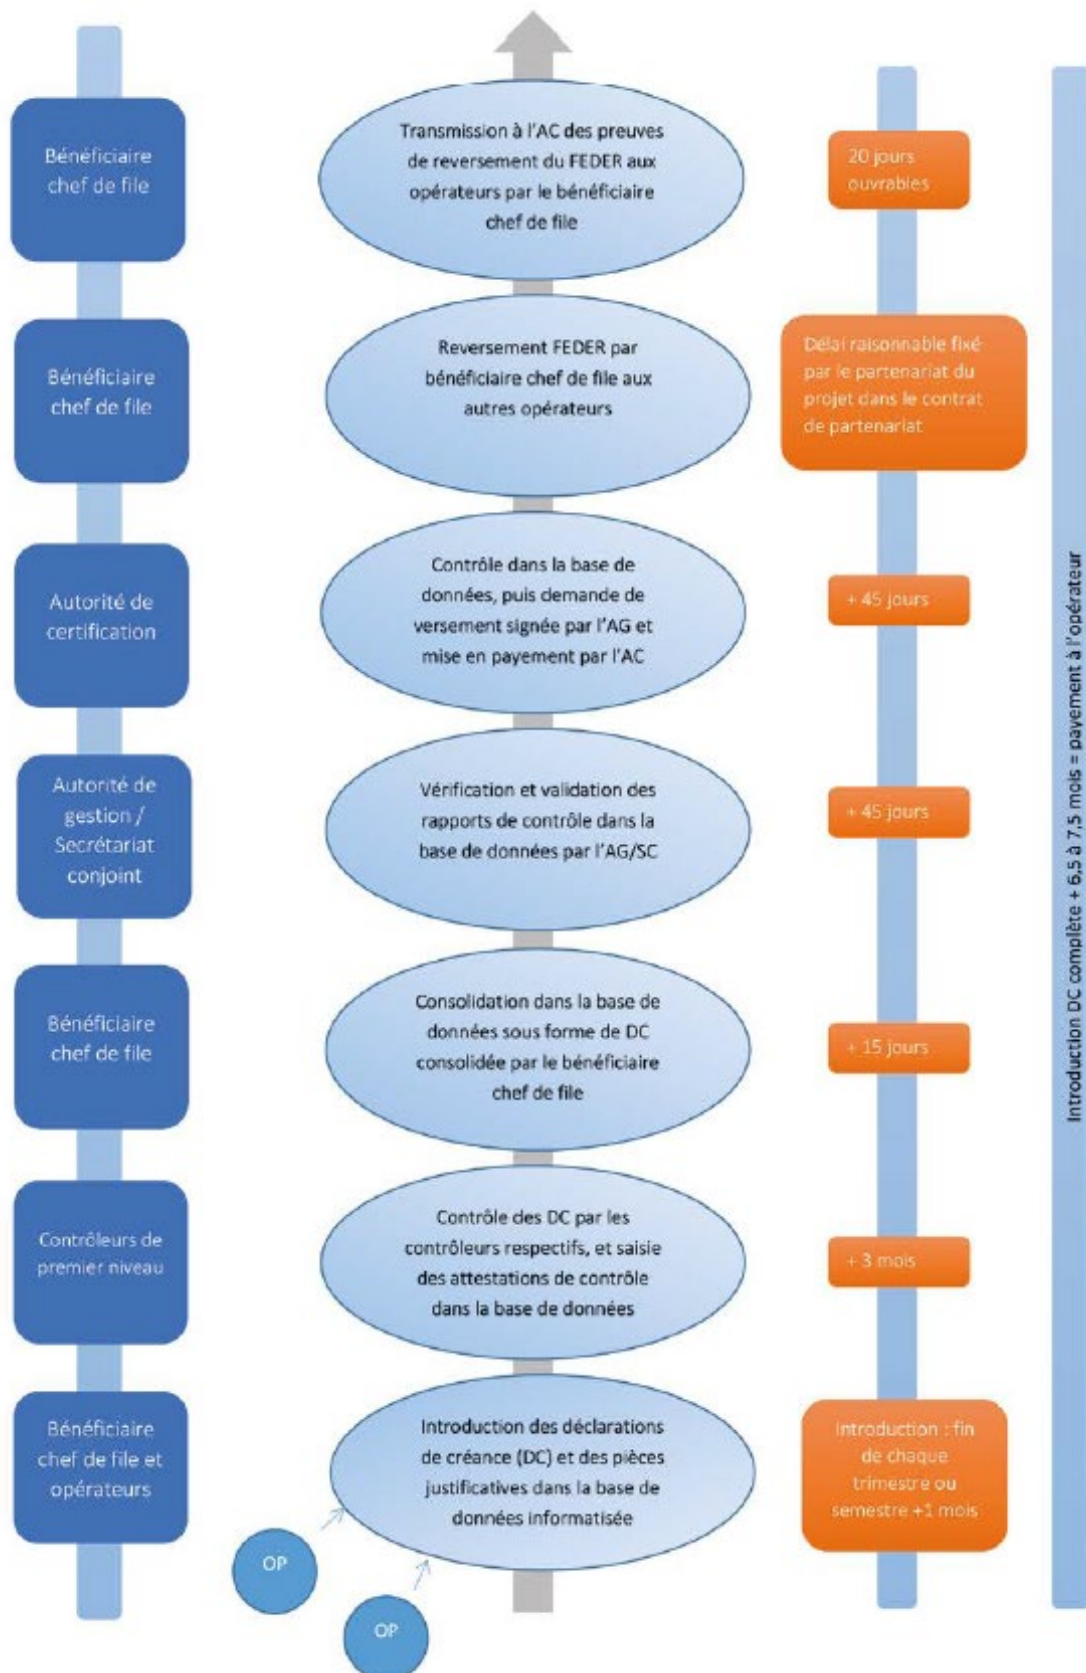 Bénéficiaire
chef de file
Transmission à l'AC des preuves
de reversement du FEDER aux
opérateurs par le bénéficiaire
chef de file
20 jours
ouvrables
Bénéficiaire
chef de file
Reversement FEDER par
bénéficiaire chef de file aux
autres opérateurs
Délai raisonnable fixé
par le partenariat du
projet dans le contrat
de partenariat
Autorité de
certification
Contrôle dans la base de
données, puis demande de
versement signée par l'AG et
mise en payement par l'AC
+ 45 jours
Autorité de
gestion /
Secrétariat
conjoint
Vérification et validation des
rapports de contrôle dans la
base de données par l'AG/SC
+ 45 jours
Bénéficiaire
chef de file
Consolidation dans la base de
données sous forme de DC
consolidée par le bénéficiaire
chef de file
+ 15 jours
Contrôleurs de
premier niveau
Contrôle des DC par les
contrôleurs respectifs, et saisie
des attestations de contrôle
dans la base de données
+ 3 mois
Bénéficiaire
chef de file et
opérateurs
Introduction des déclarations
de créance (DC) et des pièces
justificatives dans la base de
données informatisée
Introduction : fin
de chaque
trimestre ou
semestre +1 mois
OP
OP
Introduction DC complète + 6,5 à 7,5 mois = payement à l'opérateur